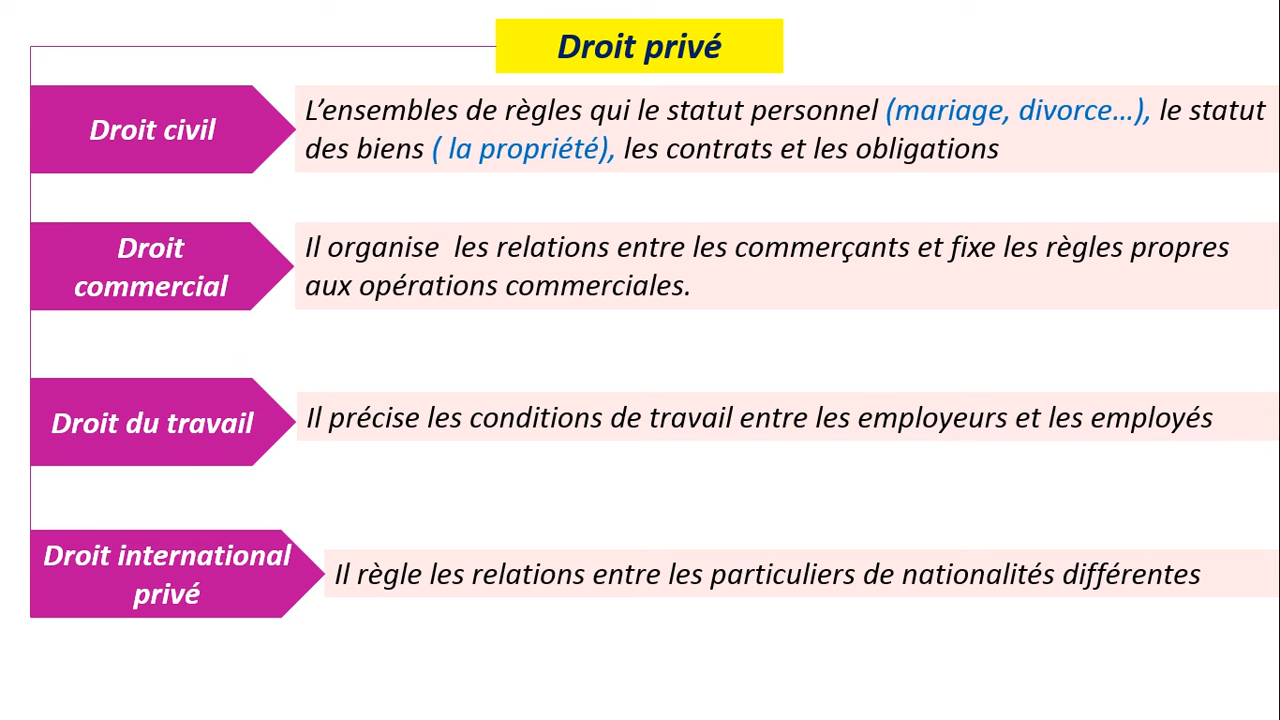 Droit privé
Droit civil
L’ensembles de règles qui le statut personnel (mariage, divorce…), le statut
des biens ( la propriété), les contrats et les obligations
Droit
commercial
Il organise  les relations entre les commerçants et fixe les règles propres
aux opérations commerciales.
Droit du travail
Il précise les conditions de travail entre les employeurs et les employés
Droit international
privé
Il règle les relations entre les particuliers de nationalités différentes